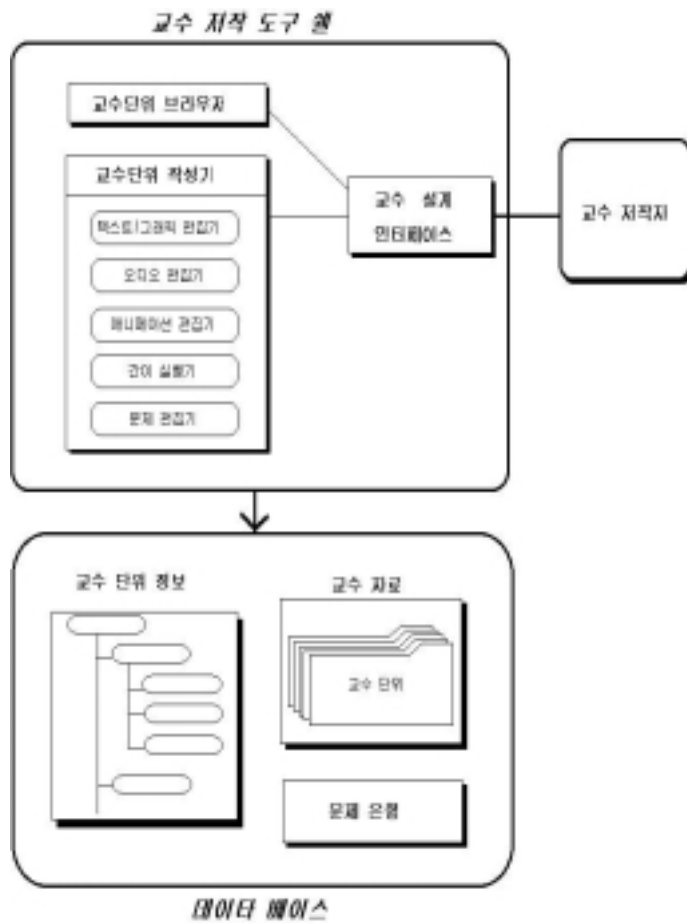 교수 저작 도구 쉘
교수단위 브라우저
교수단위 작성기
텍스트/그래픽 편집기
오디오 편집기
애니메이션 편집기
간이 실행기
문제 편집기
교수 설계
인터페이스
교수 저작자
교수 단위 정보
교수 자료
교수 단위
문제 은행
데이타 베이스